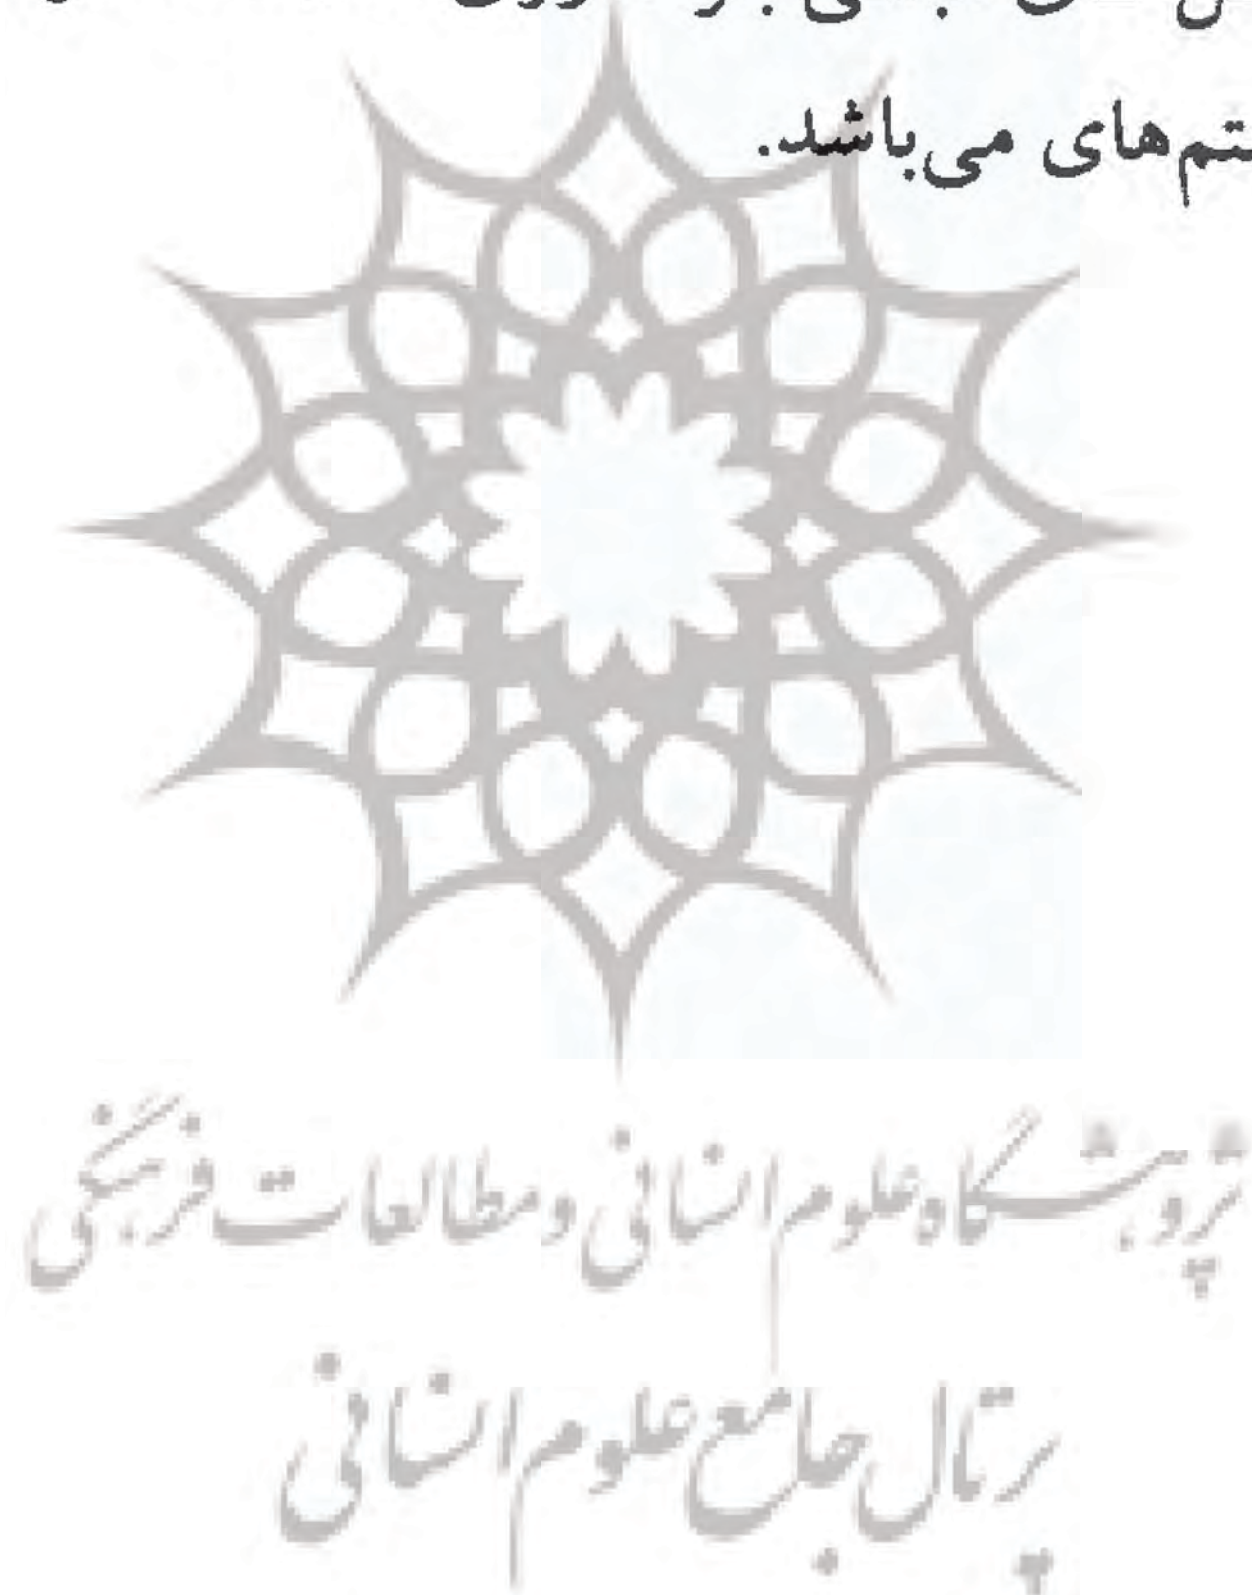 ستم‌های می‌باشد.
پژوهشگاه علوم انسانی و مطالعات فرهنگی
پرتال جامع علوم انسانی